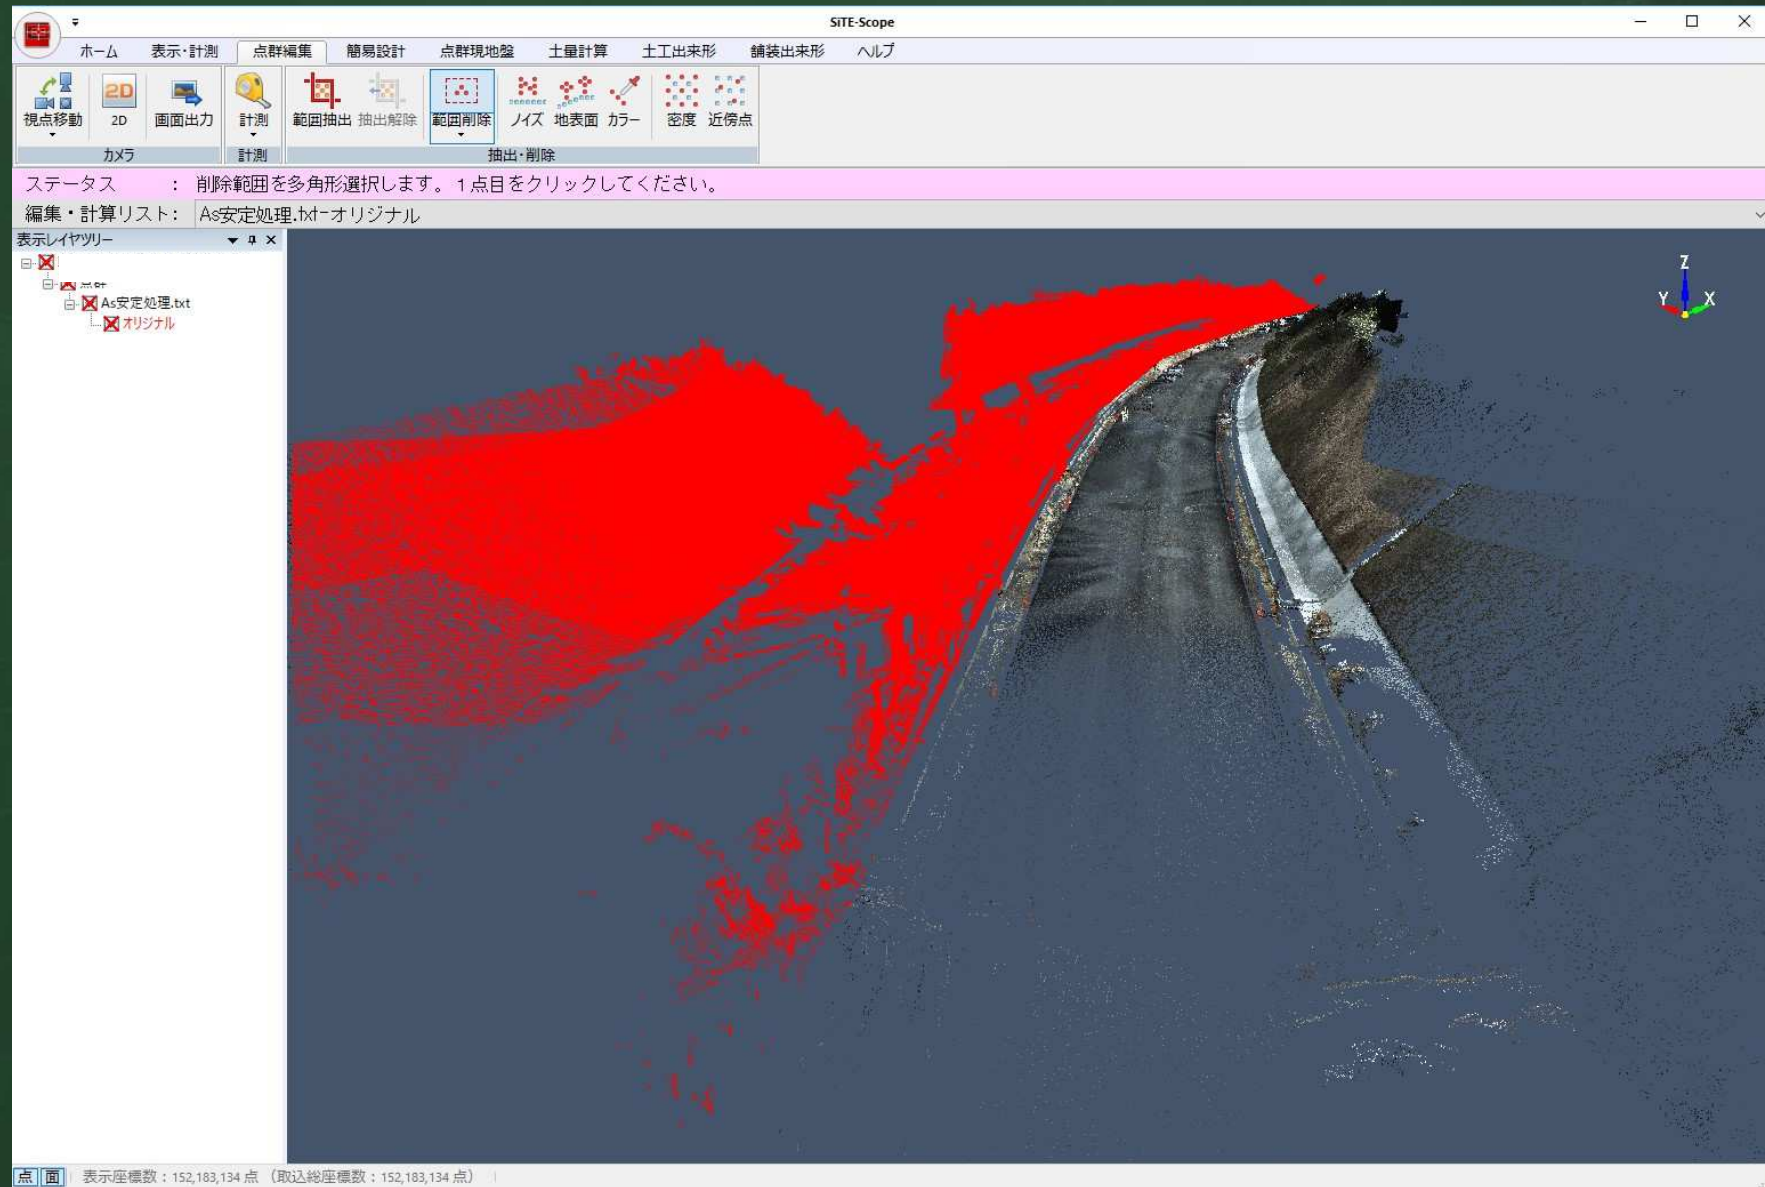 SiTE-Scope
ホーム 表示・計測 点群編集 簡易設計 点群現地盤 土量計算 土工出来形 舗装出来形 ヘルプ
2D
視点移動 2D 画面出力 計測 範囲抽出 抽出解除 範囲削除 ノイズ 地表面 カラー 密度 近傍点
カメラ 計測 抽出・削除
ステータス : 削除範囲を多角形選択します。1点目をクリックしてください。
編集・計算リスト: As安定処理.txt-オリジナル
表示レイヤツリー
Z
Y X
As安定処理.txt
オリジナル
点 面 表示座標数:152,183,134 点 (取込総座標数:152,183,134 点)